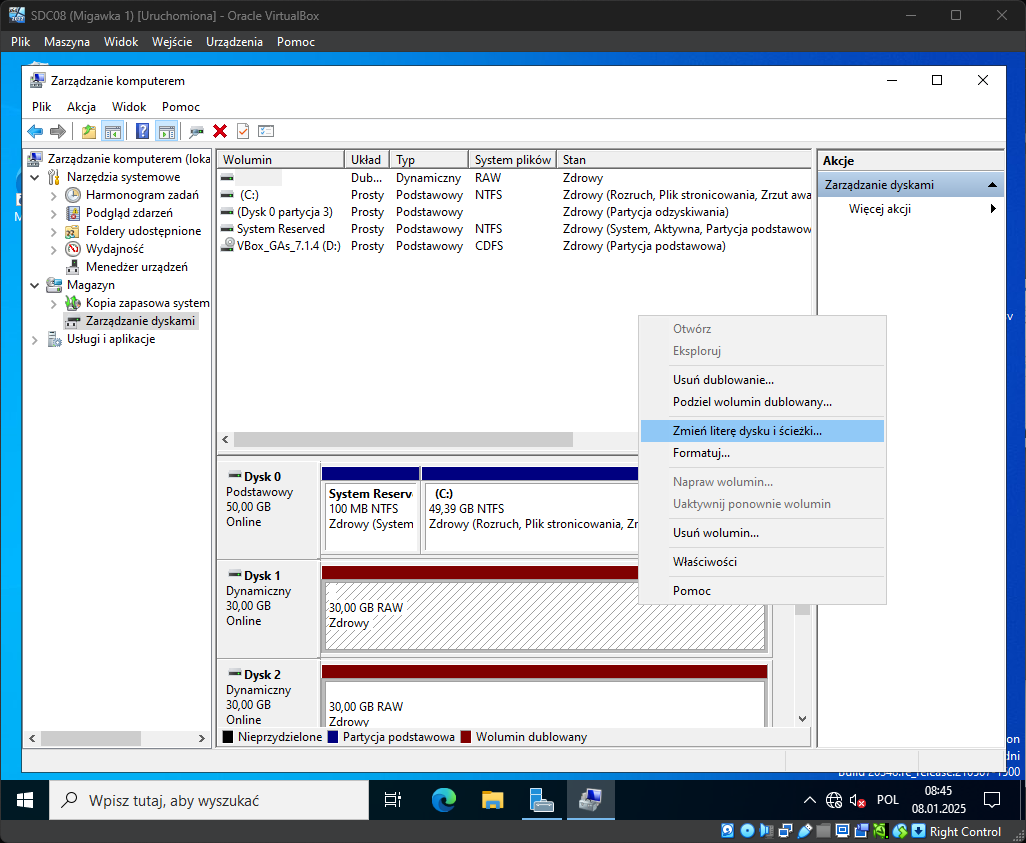 SDC08 (Migawka 1) [Uruchomiona] - Oracle VirtualBox
Plik Maszyna Widok Wejście Urządzenia Pomoc
Zarządzanie komputerem
Plik Akcja Widok Pomoc
Zarządzanie komputerem (loka
Narzędzia systemowe
Harmonogram zadań
Podgląd zdarzeń
Foldery udostępnione
Wydajność
Menedżer urządzeń
Magazyn
Kopia zapasowa system
Zarządzanie dyskami
Usługi i aplikacje
Wolumin Układ Typ System plików Stan
Dub... Dynamiczny RAW Zdrowy
(C:) Prosty Podstawowy NTFS Zdrowy (Rozruch, Plik stronicowania, Zrzut awa
(Dysk 0 partycja 3) Prosty Podstawowy Zdrowy (Partycja odzyskiwania)
System Reserved Prosty Podstawowy NTFS Zdrowy (System, Aktywna, Partycja podstawow
VBox_GAs_7.1.4 (D:) Prosty Podstawowy CDFS Zdrowy (Partycja podstawowa)
Akcje
Zarządzanie dyskami
Więcej akcji
Otwórz
Eksploruj
Usuń dublowanie...
Podziel wolumin dublowany...
Zmień literę dysku i ścieżki...
Formatuj...
Napraw wolumin...
Uaktywnij ponownie wolumin
Usuń wolumin...
Właściwości
Pomoc
Dysk 0
Podstawowy
50,00 GB
Online
System Reserv
100 MB NTFS
Zdrowy (System
(C:)
49,39 GB NTFS
Zdrowy (Rozruch, Plik stronicowania, Zr
Dysk 1
Dynamiczny
30,00 GB
Online
30,00 GB RAW
Zdrowy
Dysk 2
Dynamiczny
30,00 GB
Online
30,00 GB RAW
Zdrowy
Nieprzydzielone Partycja podstawowa Wolumin dublowany
Wpisz tutaj, aby wyszukać
POL
08:45
08.01.2025
Right Control